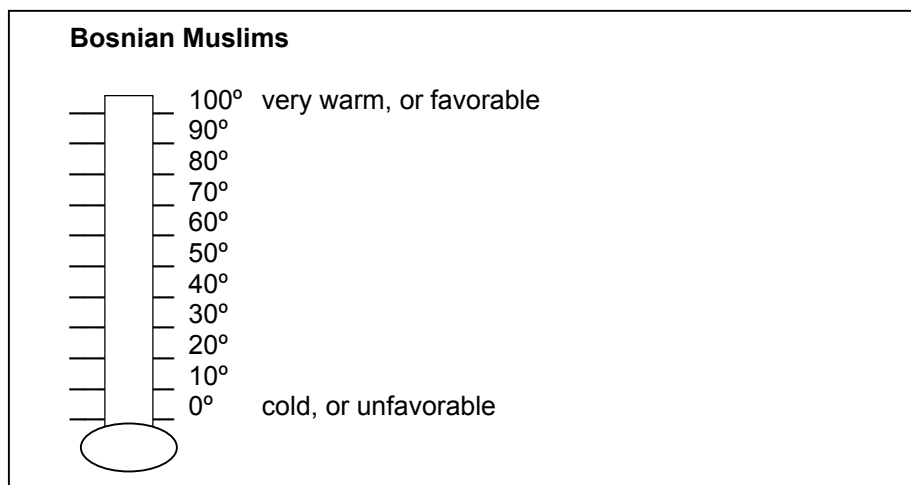 Bosnian Muslims
100º very warm, or favorable
90º
80º
70º
60º
50º
40º
30º
20º
10º
0º cold, or unfavorable